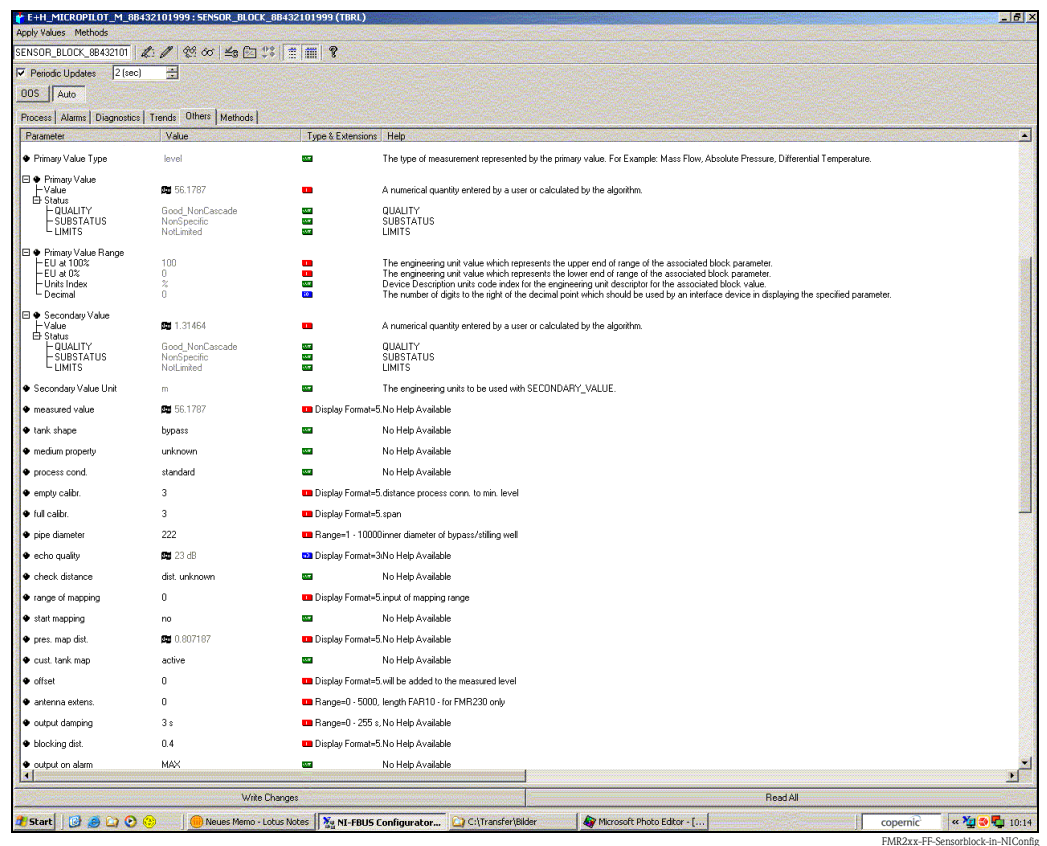 E+H_MICROPILOT_M_8B432101999 : SENSOR_BLOCK_8B432101999 (TBRL)
Apply Values Methods
SENSOR_BLOCK_8B432101
Periodic Updates 2 (sec)
OOS Auto
Process Alarms Diagnostics Trends Others Methods
Parameter Value Type & Extensions Help
Primary Value Type level The type of measurement represented by the primary value. For Example: Mass Flow, Absolute Pressure, Differential Temperature.
Primary Value
Value 56.1787 A numerical quantity entered by a user or calculated by the algorithm.
Status
QUALITY Good_NonCascade QUALITY
SUBSTATUS NonSpecific SUBSTATUS
LIMITS NotLimited LIMITS
Primary Value Range
EU at 100% 100 The engineering unit value which represents the upper end of range of the associated block parameter.
EU at 0% 0 The engineering unit value which represents the lower end of range of the associated block parameter.
Units Index % Device Description units code index for the engineering unit descriptor for the associated block value.
Decimal 0 The number of digits to the right of the decimal point which should be used by an interface device in displaying the specified parameter.
Secondary Value
Value 1.31464 A numerical quantity entered by a user or calculated by the algorithm.
Status
QUALITY Good_NonCascade QUALITY
SUBSTATUS NonSpecific SUBSTATUS
LIMITS NotLimited LIMITS
Secondary Value Unit m The engineering units to be used with SECONDARY_VALUE.
measured value 56.1787 Display Format=5. No Help Available
tank shape bypass No Help Available
medium property unknown No Help Available
process cond. standard No Help Available
empty calibr. 3 Display Format=5. distance process conn. to min. level
full calibr. 3 Display Format=5. span
pipe diameter 222 Range=1 - 10000 inner diameter of bypass/stilling well
echo quality 23 dB Display Format=3 No Help Available
check distance dist. unknown No Help Available
range of mapping 0 Display Format=5. input of mapping range
start mapping no No Help Available
pres. map dist. 0.807187 Display Format=5. No Help Available
cust. tank map active No Help Available
offset 0 Display Format=5. will be added to the measured level
antenna extens. 0 Range=0 - 5000, length FAR10 - for FMR230 only
output damping 3 s Range=0 - 255 s, No Help Available
blocking dist. 0.4 Display Format=5. No Help Available
output on alarm MAX No Help Available
Write Changes Read All
Start Neues Memo - Lotus Notes NI-FBUS Configurator... C:\Transfer\Bilder Microsoft Photo Editor - [... copernic « 10:14
FMR2xx-FF-Sensorblock-in-NIConfig